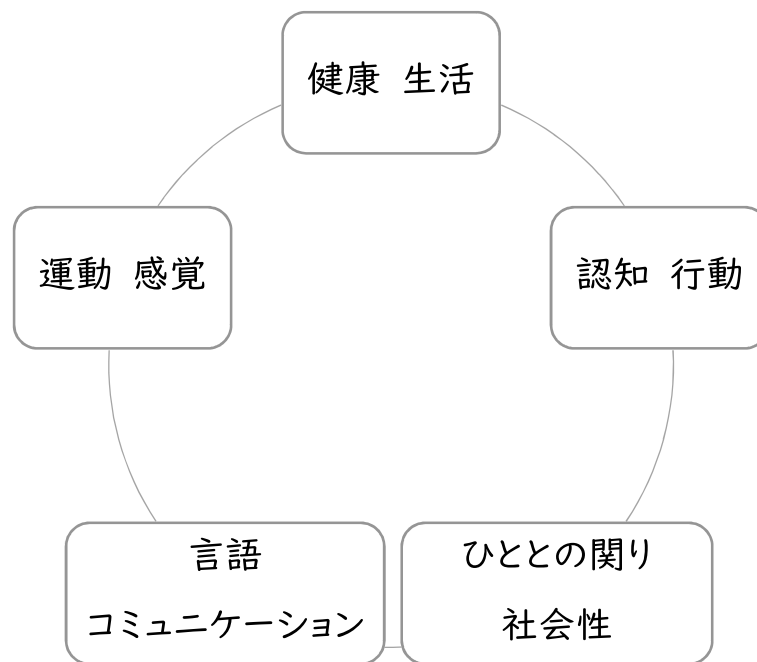 健康 生活
運動 感覚
認知 行動
言語
コミュニケーション
ひととの関り
社会性